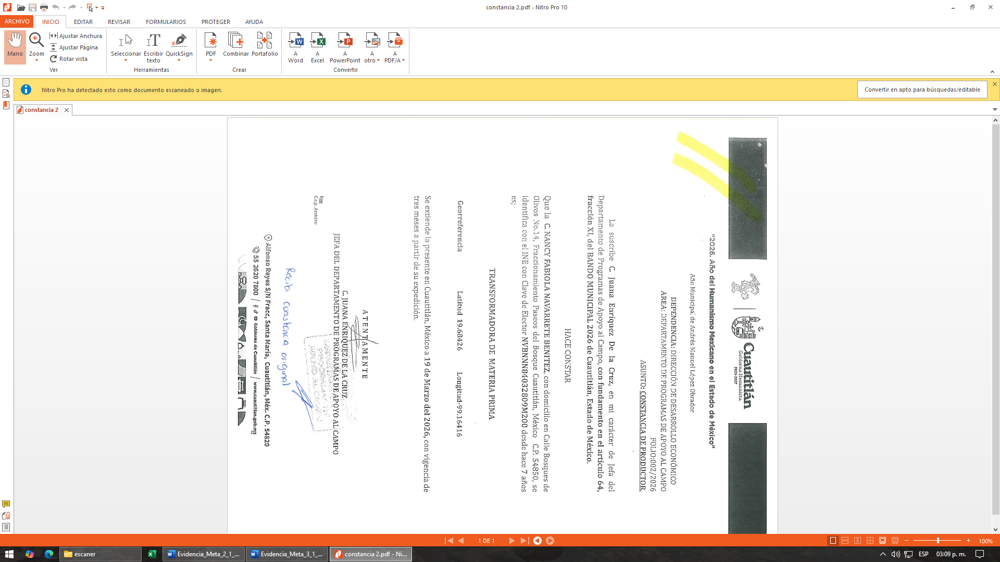 constancia 2.pdf - Nitro Pro 10
ARCHIVO
INICIO
EDITAR
REVISAR
FORMULARIOS
PROTEGER
AYUDA
Mano
Zoom
Ajustar Anchura
Ajustar Página
Rotar vista
Ver
Seleccionar
Escribir texto
QuickSign
Herramientas
PDF
Combinar
Portafolio
Crear
A Word
A Excel
A PowerPoint
A otro
A PDF/A
Convertir
Nitro Pro ha detectado esto como documento escaneado o imagen.
Convertir en apto para búsquedas/editable
constancia 2
Cuautitlán
Gobierno Humanista
2025-2027
"2026. Año del Humanismo Mexicano en el Estado de México"
Año Municipal de Andrés Manuel López Obrador
DEPENDENCIA: DIRECCIÓN DE DESARROLLO ECONÓMICO
AREA: DEPARTAMENTO DE PROGRAMAS DE APOYO AL CAMPO
FOLIO:002/2026
ASUNTO: CONSTANCIA DE PRODUCTOR
La suscribe C. Juana Enríquez De la Cruz, en mi carácter de Jefa del
Departamento de Programas de Apoyo al Campo, con fundamento en el artículo 64,
fracción XI, del BANDO MUNICIPAL 2026 de Cuautitlán, Estado de México.
HACE CONSTAR
Que la C. NANCY FABIOLA NAVARRETE BENITEZ, con domicilio en Calle Bosques de
Olivos No.14, Fraccionamiento Paseos del Bosque Cuautitlán, México C.P. 54850, se
identifica con el INE con Clave de Elector NVBNNN84032809M200 desde hace 7 años
es;
TRANSFORMADORA DE MATERIA PRIMA
Georreferencia Latitud 19.68426 Longitud-99.16416
Se extiende la presente en Cuautitlán, México a 19 de Marzo del 2026, con vigencia de
tres meses a partir de su expedición.
ATENTAMENTE
C. JUANA ENRIQUEZ DE LA CRUZ
JEFA DEL DEPARTAMENTO DE PROGRAMAS DE APOYO AL CAMPO
Bgg
C.c.p. Archivo
Recibi constancia original
Alfonso Reyes S/N Fracc, Santa María, Cuautitlán, Méx. C.P. 54820
55 2620 7800 / Gobierno de Cuautitlán / www.cuautitlan.gob.mx
1 DE 1
100%
escaner
Evidencia_Meta_2_1_...
Evidencia_Meta_3_1_...
constancia 2.pdf - Ni...
ESP
03:09 p. m.